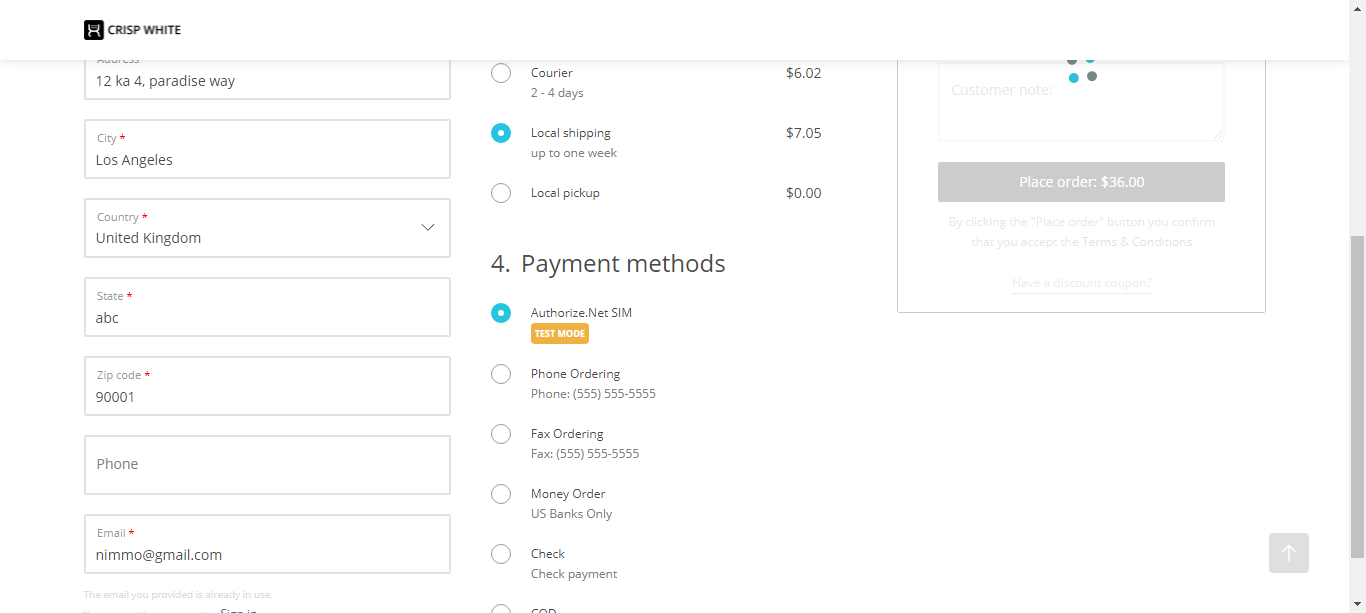 CRISP WHITE
Address
12 ka 4, paradise way
City *
Los Angeles
Country *
United Kingdom
State *
abc
Zip code *
90001
Phone
Email *
nimmo@gmail.com
The email you provided is already in use.
Sign in
Courier $6.02
2 - 4 days
Local shipping $7.05
up to one week
Local pickup $0.00
4. Payment methods
Authorize.Net SIM
TEST MODE
Phone Ordering
Phone: (555) 555-5555
Fax Ordering
Fax: (555) 555-5555
Money Order
US Banks Only
Check
Check payment
COD
Customer note:
Place order: $36.00
By clicking the "Place order" button you confirm
that you accept the Terms & Conditions
Have a discount coupon?